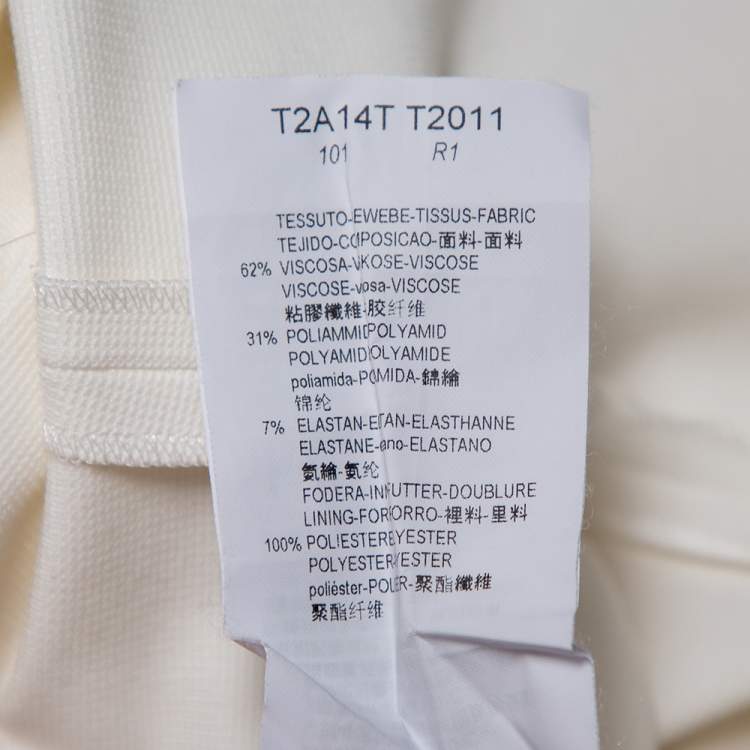 T2A14T T2011
101 R1
TESSUTO-EWEBE-TISSUS-FABRIC
TEJIDO-COMPOSICAO-面料-面料
62% VISCOSA-VKOSE-VISCOSE
VISCOSE-vosa-VISCOSE
粘膠纖維-胶纤维
31% POLIAMMIDPOLYAMID
POLYAMIDOLYAMIDE
poliamida-POMIDA-錦綸
锦纶
7% ELASTAN-ETAN-ELASTHANNE
ELASTANE-ano-ELASTANO
氨綸-氨纶
FODERA-INFUTTER-DOUBLURE
LINING-FORORRO-裡料-里料
100% POLIESTEREYESTER
POLYESTERYESTER
poliéster-POLIER-聚酯纖維
聚酯纤维